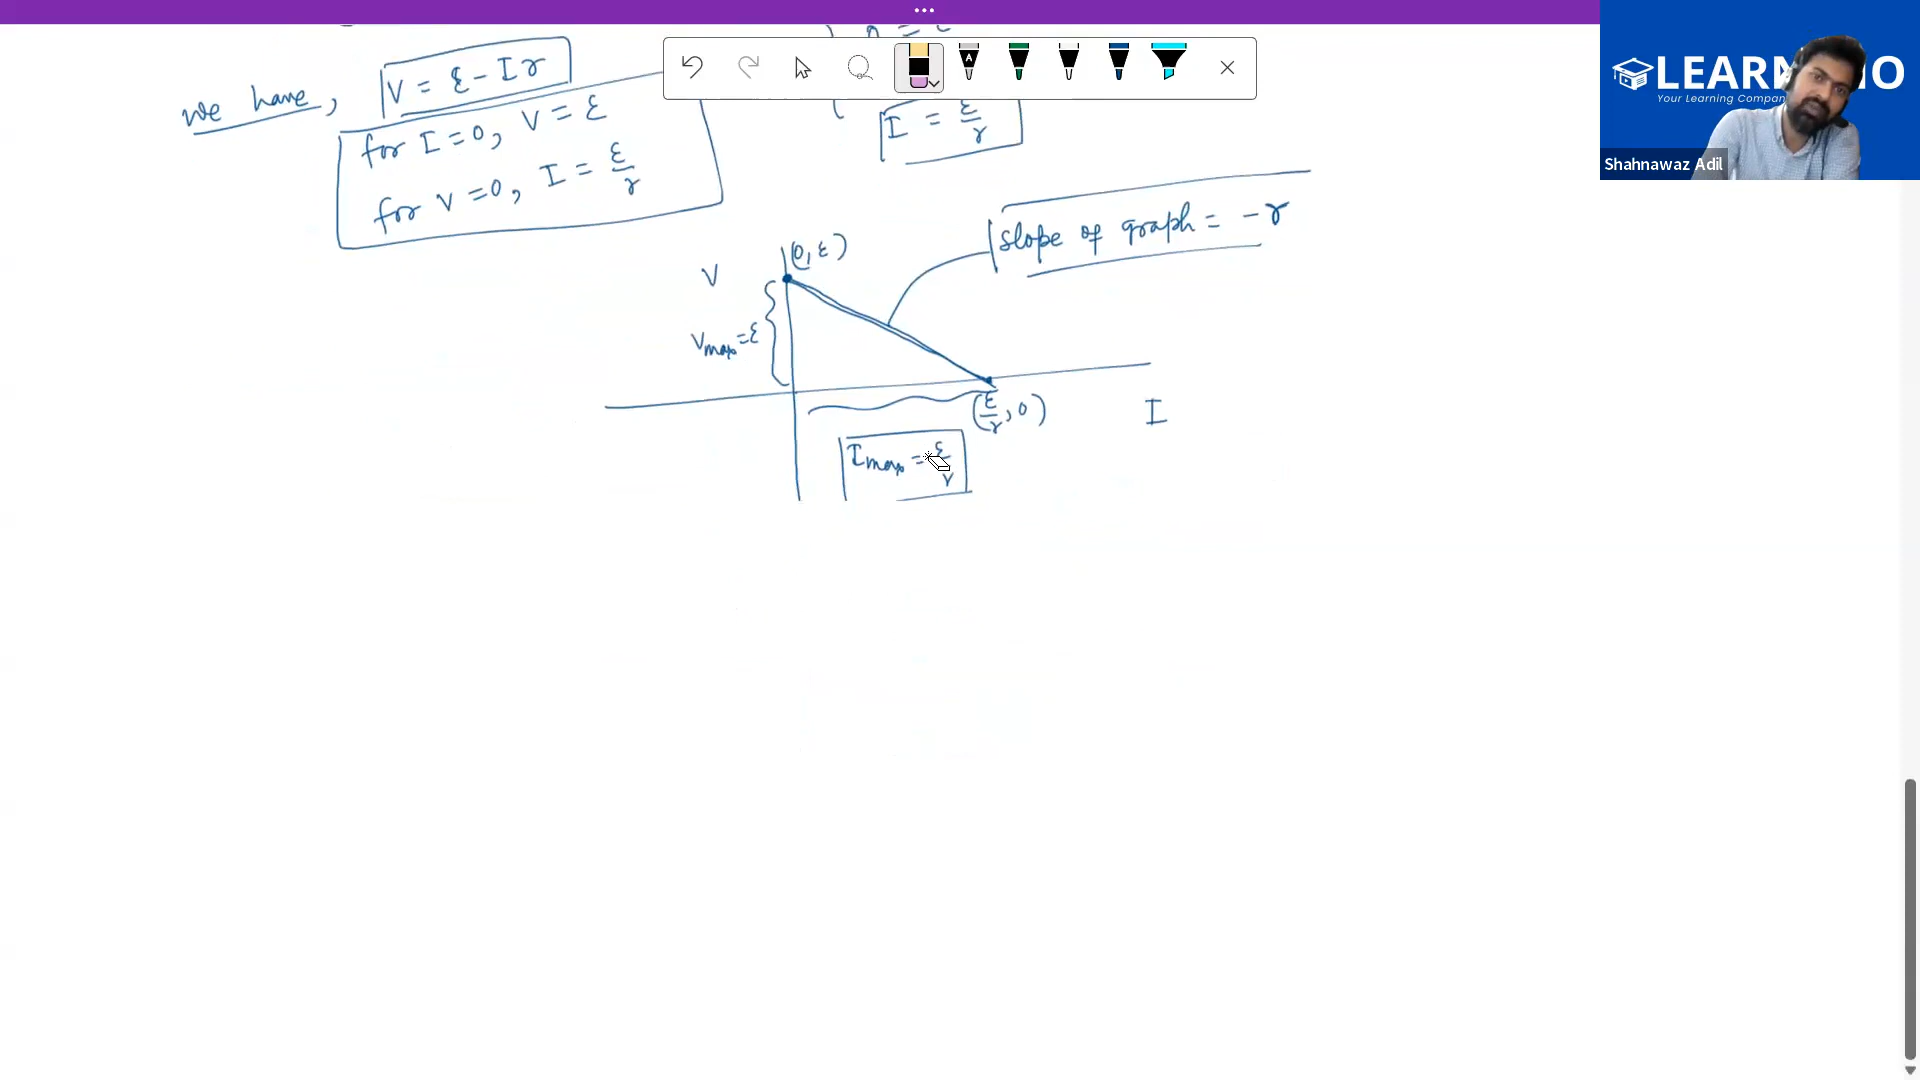 LEARN IO
Your Learning Compan
Shahnawaz Adil
we have, V = ε - Ir
for I = 0, V = ε
for V = 0, I = ε/r
I = ε/r
slope of graph = -r
(0, ε)
V
Vmax = ε
(ε/r, 0)
I
Imax = ε/r